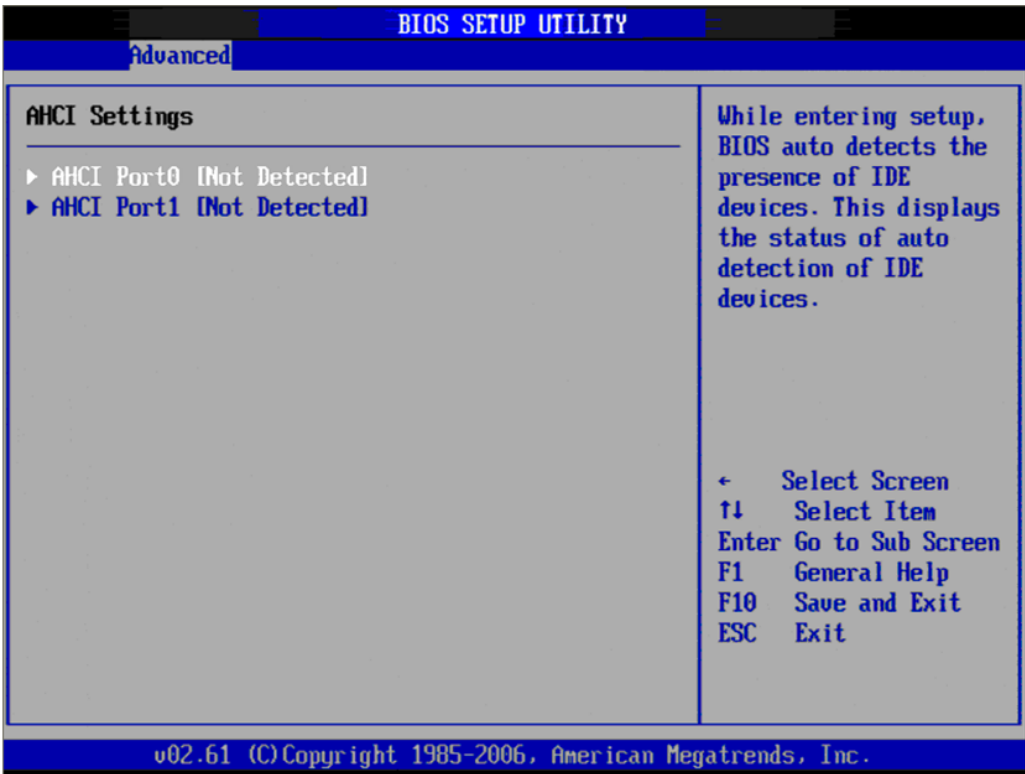 BIOS SETUP UTILITY
Advanced
AHCI Settings
AHCI Port0 [Not Detected]
AHCI Port1 [Not Detected]
While entering setup,
BIOS auto detects the
presence of IDE
devices. This displays
the status of auto
detection of IDE
devices.
← Select Screen
↑↓ Select Item
Enter Go to Sub Screen
F1 General Help
F10 Save and Exit
ESC Exit
v02.61 (C)Copyright 1985-2006, American Megatrends, Inc.